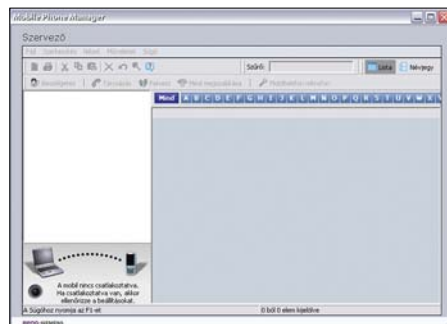 Mobile Phone Manager
Szervező
Fájl Szerkesztés Nézet Műveletek Súgó
Szűrő: Lista Névjegy
Mind A B C D E F G H I J K L M N O P Q R S T U V W X
A mobil nincs csatlakoztatva.
Ha csatlakoztatva van, akkor
ellenőrizze a beállításokat.
A Súgóhoz nyomja az F1-et 0 ből 0 elem kijelölve